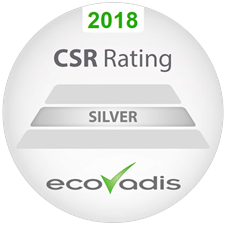 2018
CSR Rating
SILVER
ecovadis